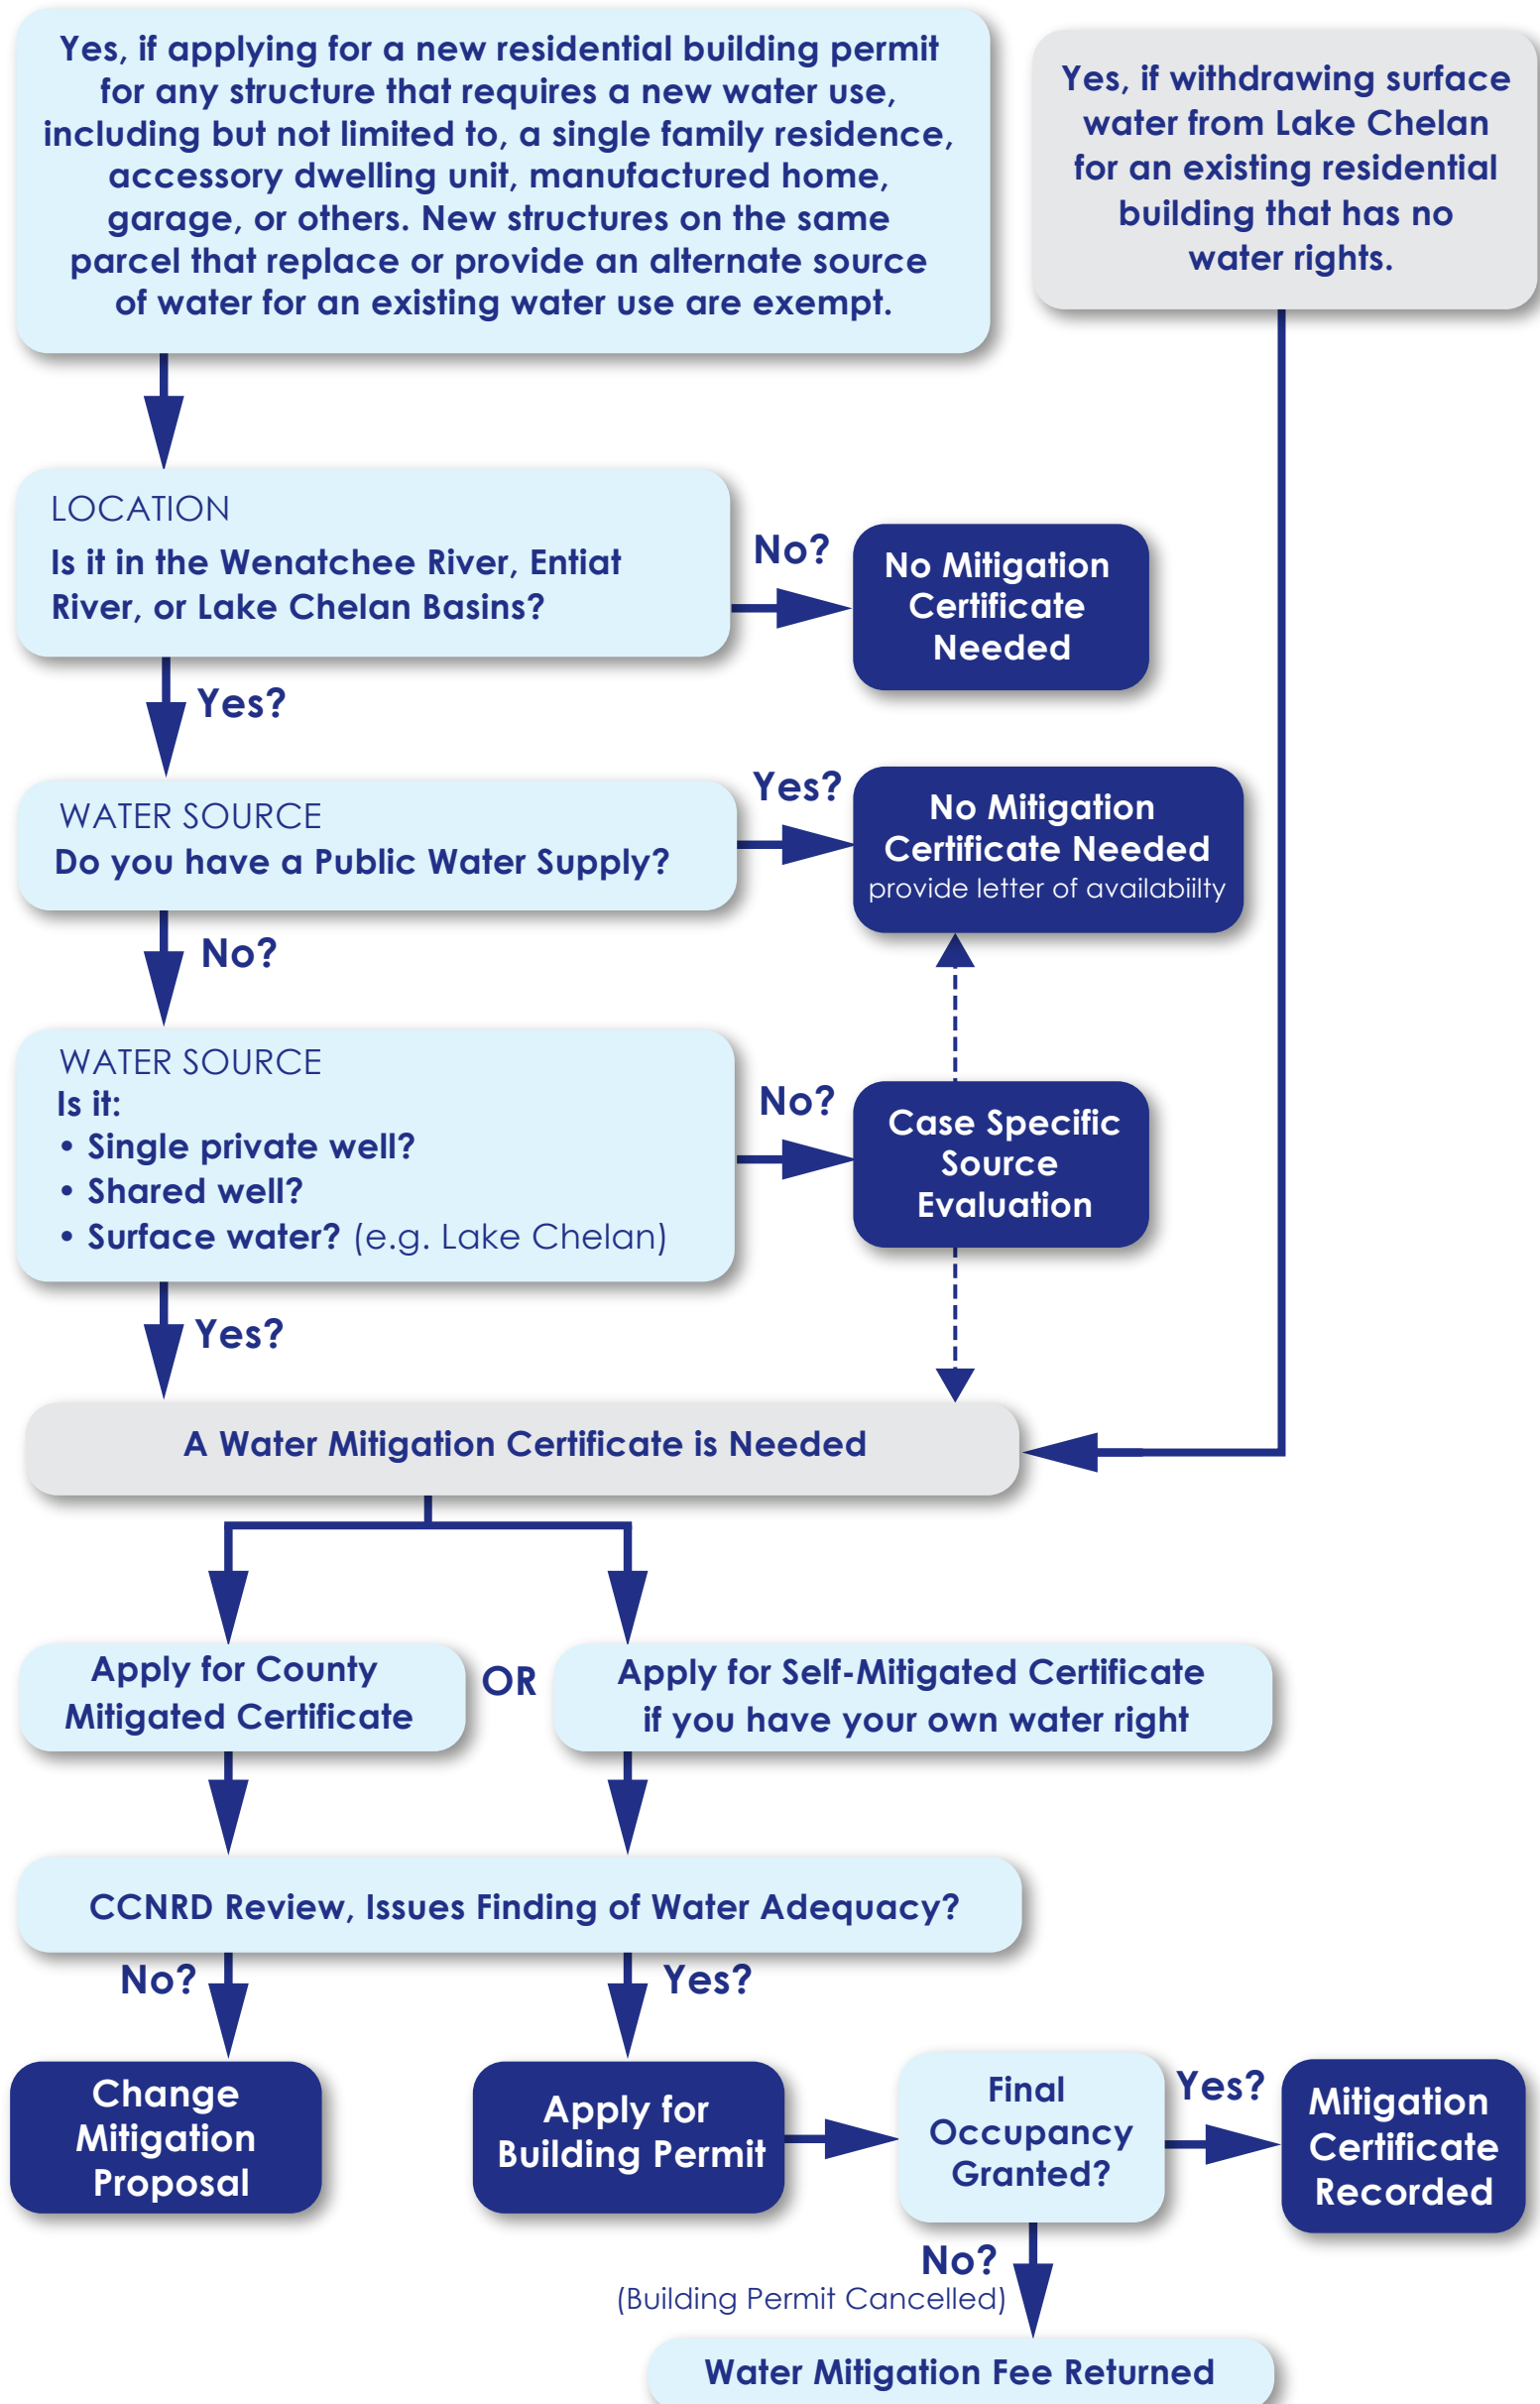 Yes, if applying for a new residential building permit
for any structure that requires a new water use,
including but not limited to, a single family residence,
accessory dwelling unit, manufactured home,
garage, or others. New structures on the same
parcel that replace or provide an alternate source
of water for an existing water use are exempt.
Yes, if withdrawing surface
water from Lake Chelan
for an existing residential
building that has no
water rights.
LOCATION
Is it in the Wenatchee River, Entiat
River, or Lake Chelan Basins?
No?
No Mitigation
Certificate
Needed
Yes?
WATER SOURCE
Do you have a Public Water Supply?
Yes?
No Mitigation
Certificate Needed
provide letter of availabiilty
No?
WATER SOURCE
Is it:
• Single private well?
• Shared well?
• Surface water? (e.g. Lake Chelan)
No?
Case Specific
Source
Evaluation
Yes?
A Water Mitigation Certificate is Needed
Apply for County
Mitigated Certificate
OR
Apply for Self-Mitigated Certificate
if you have your own water right
CCNRD Review, Issues Finding of Water Adequacy?
No?
Yes?
Change
Mitigation
Proposal
Apply for
Building Permit
Final
Occupancy
Granted?
Yes?
Mitigation
Certificate
Recorded
No?
(Building Permit Cancelled)
Water Mitigation Fee Returned